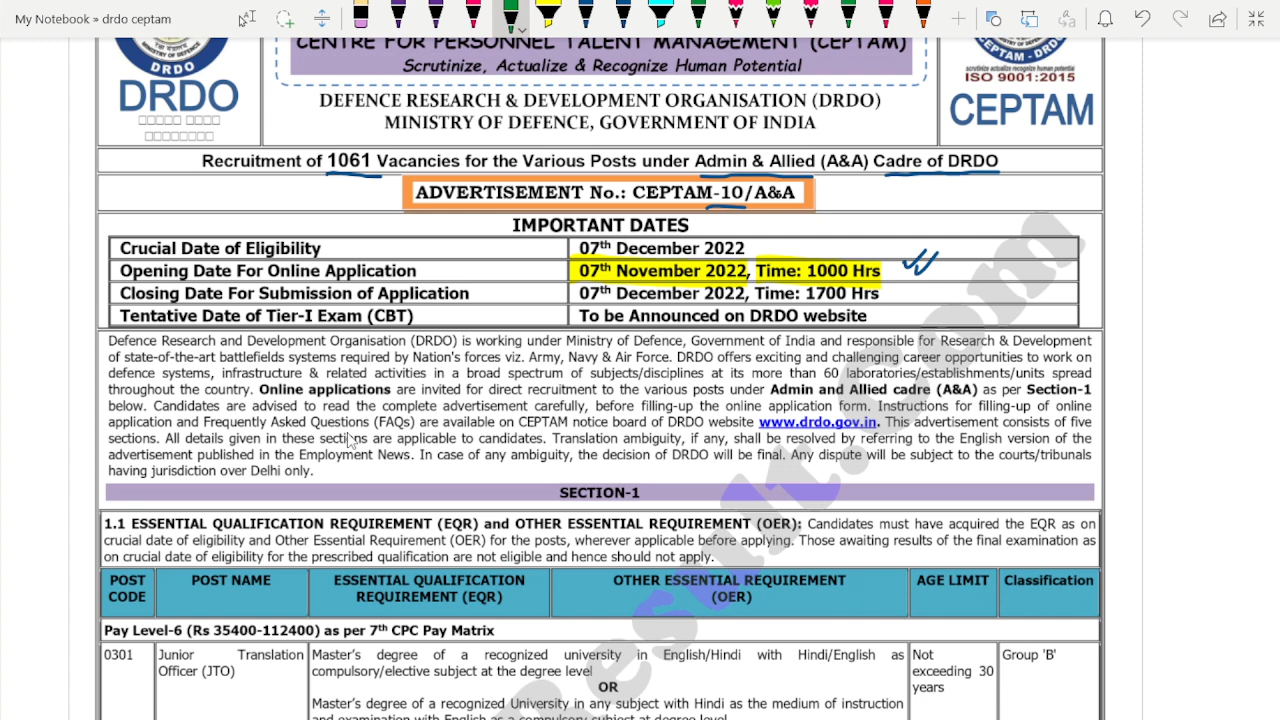 My Notebook > drdo ceptam
MINISTRY OF DEFENCE
DRDO
DRDO
CENTRE FOR PERSONNEL TALENT MANAGEMENT (CEPTAM)
Scrutinize, Actualize & Recognize Human Potential
DEFENCE RESEARCH & DEVELOPMENT ORGANISATION (DRDO)
MINISTRY OF DEFENCE, GOVERNMENT OF INDIA
CEPTAM - DRDO
scrutinize actualize recognize human potential
ISO 9001:2015
CEPTAM
Recruitment of 1061 Vacancies for the Various Posts under Admin & Allied (A&A) Cadre of DRDO
ADVERTISEMENT No.: CEPTAM-10/A&A
IMPORTANT DATES
Crucial Date of Eligibility 07th December 2022
Opening Date For Online Application 07th November 2022, Time: 1000 Hrs
Closing Date For Submission of Application 07th December 2022, Time: 1700 Hrs
Tentative Date of Tier-I Exam (CBT) To be Announced on DRDO website
Defence Research and Development Organisation (DRDO) is working under Ministry of Defence, Government of India and responsible for Research & Development
of state-of-the-art battlefields systems required by Nation's forces viz. Army, Navy & Air Force. DRDO offers exciting and challenging career opportunities to work on
defence systems, infrastructure & related activities in a broad spectrum of subjects/disciplines at its more than 60 laboratories/establishments/units spread
throughout the country. Online applications are invited for direct recruitment to the various posts under Admin and Allied cadre (A&A) as per Section-1
below. Candidates are advised to read the complete advertisement carefully, before filling-up the online application form. Instructions for filling-up of online
application and Frequently Asked Questions (FAQs) are available on CEPTAM notice board of DRDO website www.drdo.gov.in. This advertisement consists of five
sections. All details given in these sections are applicable to candidates. Translation ambiguity, if any, shall be resolved by referring to the English version of the
advertisement published in the Employment News. In case of any ambiguity, the decision of DRDO will be final. Any dispute will be subject to the courts/tribunals
having jurisdiction over Delhi only.
SECTION-1
1.1 ESSENTIAL QUALIFICATION REQUIREMENT (EQR) and OTHER ESSENTIAL REQUIREMENT (OER): Candidates must have acquired the EQR as on
crucial date of eligibility and Other Essential Requirement (OER) for the posts, wherever applicable before applying. Those awaiting results of the final examination as
on crucial date of eligibility for the prescribed qualification are not eligible and hence should not apply.
POST CODE
POST NAME
ESSENTIAL QUALIFICATION
REQUIREMENT (EQR)
OTHER ESSENTIAL REQUIREMENT
(OER)
AGE LIMIT
Classification
Pay Level-6 (Rs 35400-112400) as per 7th CPC Pay Matrix
0301
Junior Translation
Officer (JTO)
Master's degree of a recognized university in English/Hindi with Hindi/English as
compulsory/elective subject at the degree level
OR
Master's degree of a recognized University in any subject with Hindi as the medium of instruction
and examination with English as a compulsory subject at degree level
Not
exceeding 30
years
Group 'B'